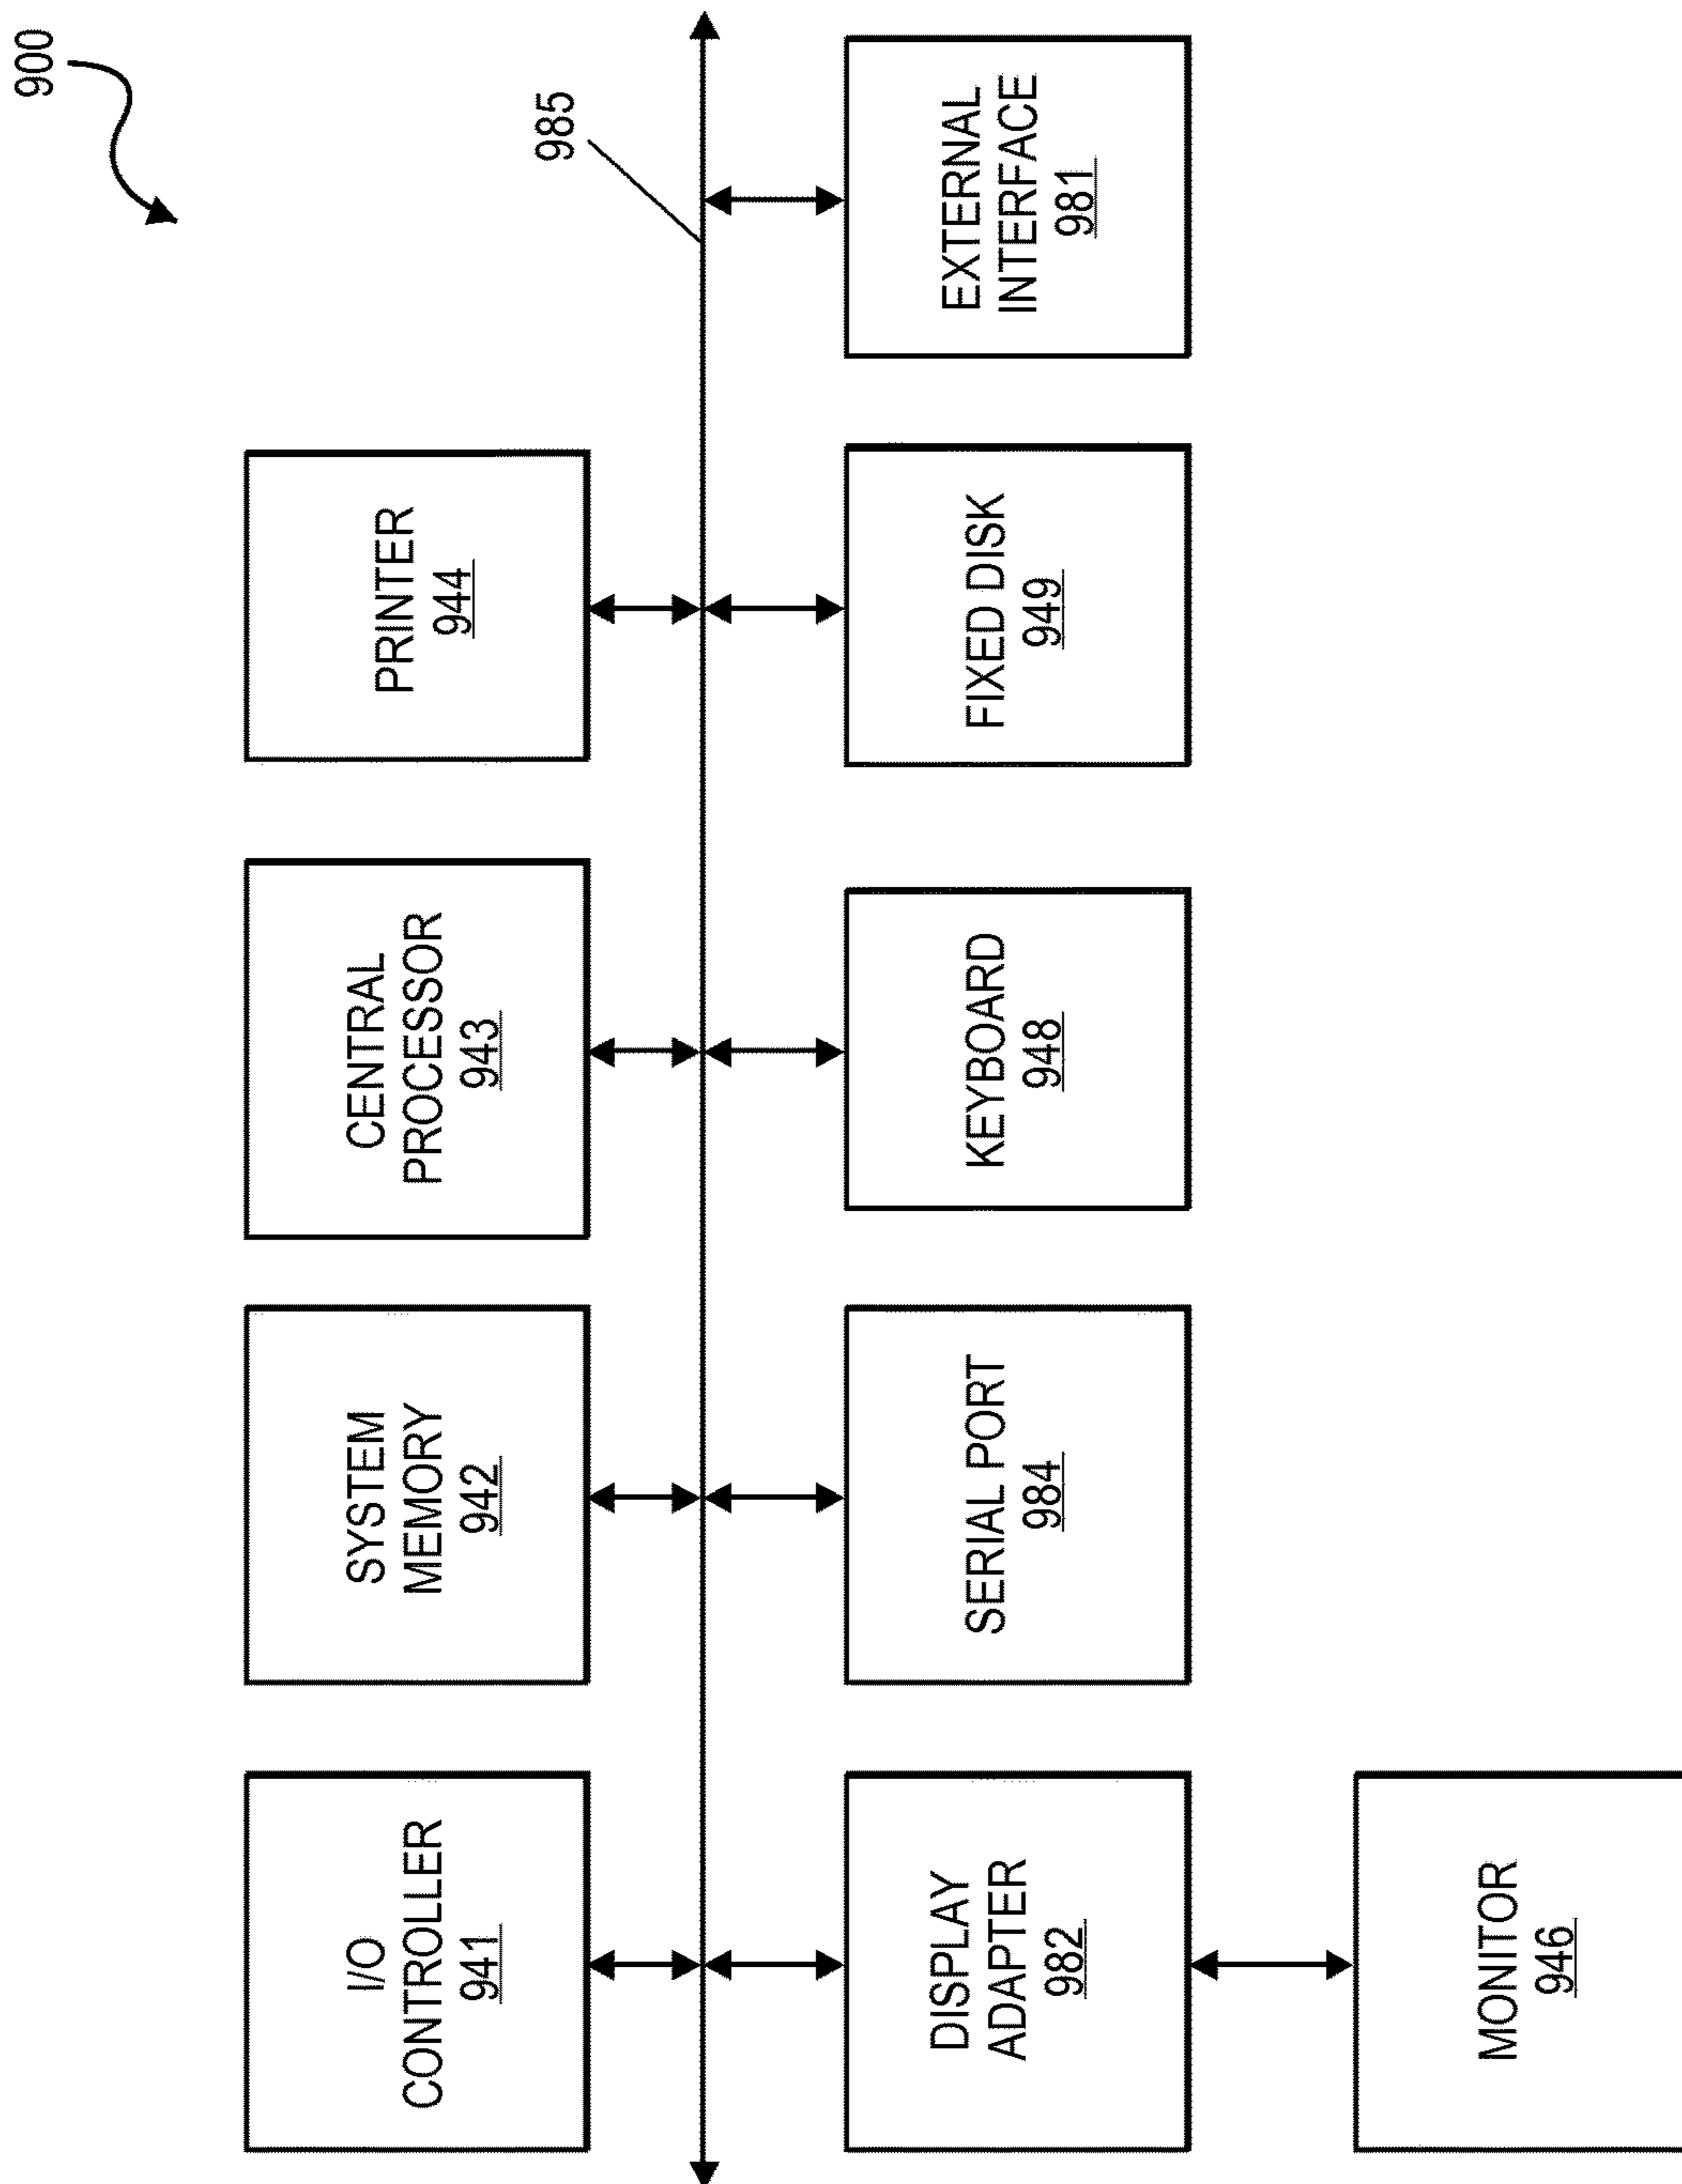 900
I/O
CONTROLLER
941
SYSTEM
MEMORY
942
CENTRAL
PROCESSOR
943
PRINTER
944
985
DISPLAY
ADAPTER
982
SERIAL PORT
984
KEYBOARD
948
FIXED DISK
949
EXTERNAL
INTERFACE
981
MONITOR
946